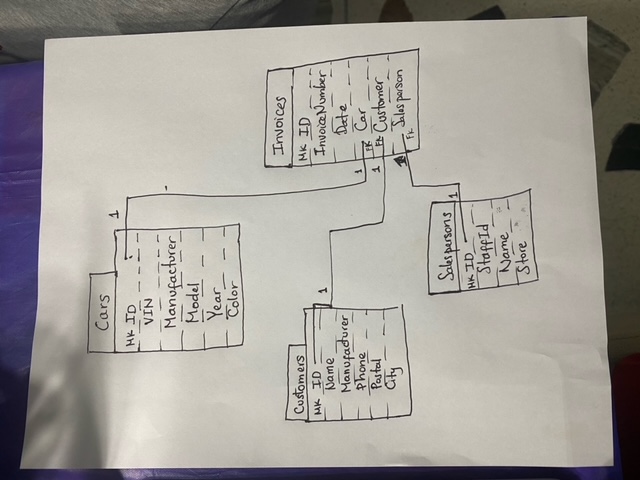 Cars
1
MK ID
VIN
Manufacturer
Model
Year
Color
Customers
MK ID
1
Name
Manufacturer
Phone
Postal
City
Invoices
MK ID
InvoiceNumber
Date
1 FK Car
1 FK Customer
Salesperson
FK
Salespersons
1
MK ID
StaffId
Name
Store